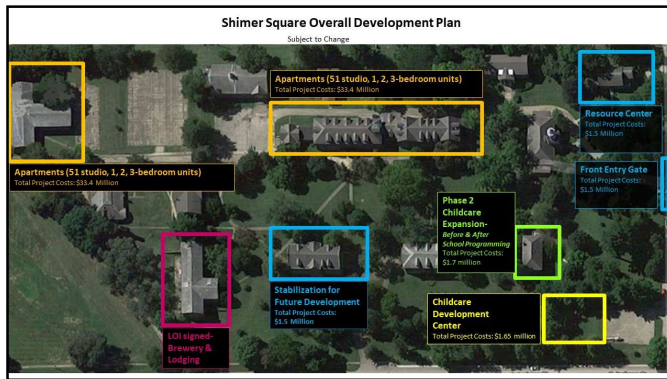 Shimer Square Overall Development Plan
Subject to Change
Apartments (51 studio, 1, 2, 3-bedroom units)
Total Project Costs: $33.4 Million
Resource Center
Total Project Costs:
$1.5 Million
Apartments (51 studio, 1, 2, 3-bedroom units)
Total Project Costs: $33.4 Million
Front Entry Gate
Total Project Costs:
$1.5 Million
Phase 2
Childcare
Expansion-
Before & After
School Programming
Total Project Costs:
$1.7 million
Stabilization for
Future Development
Total Project Costs:
$1.5 Million
Childcare
Development
Center
Total Project Costs: $1.65 million
LOI signed-
Brewery &
Lodging